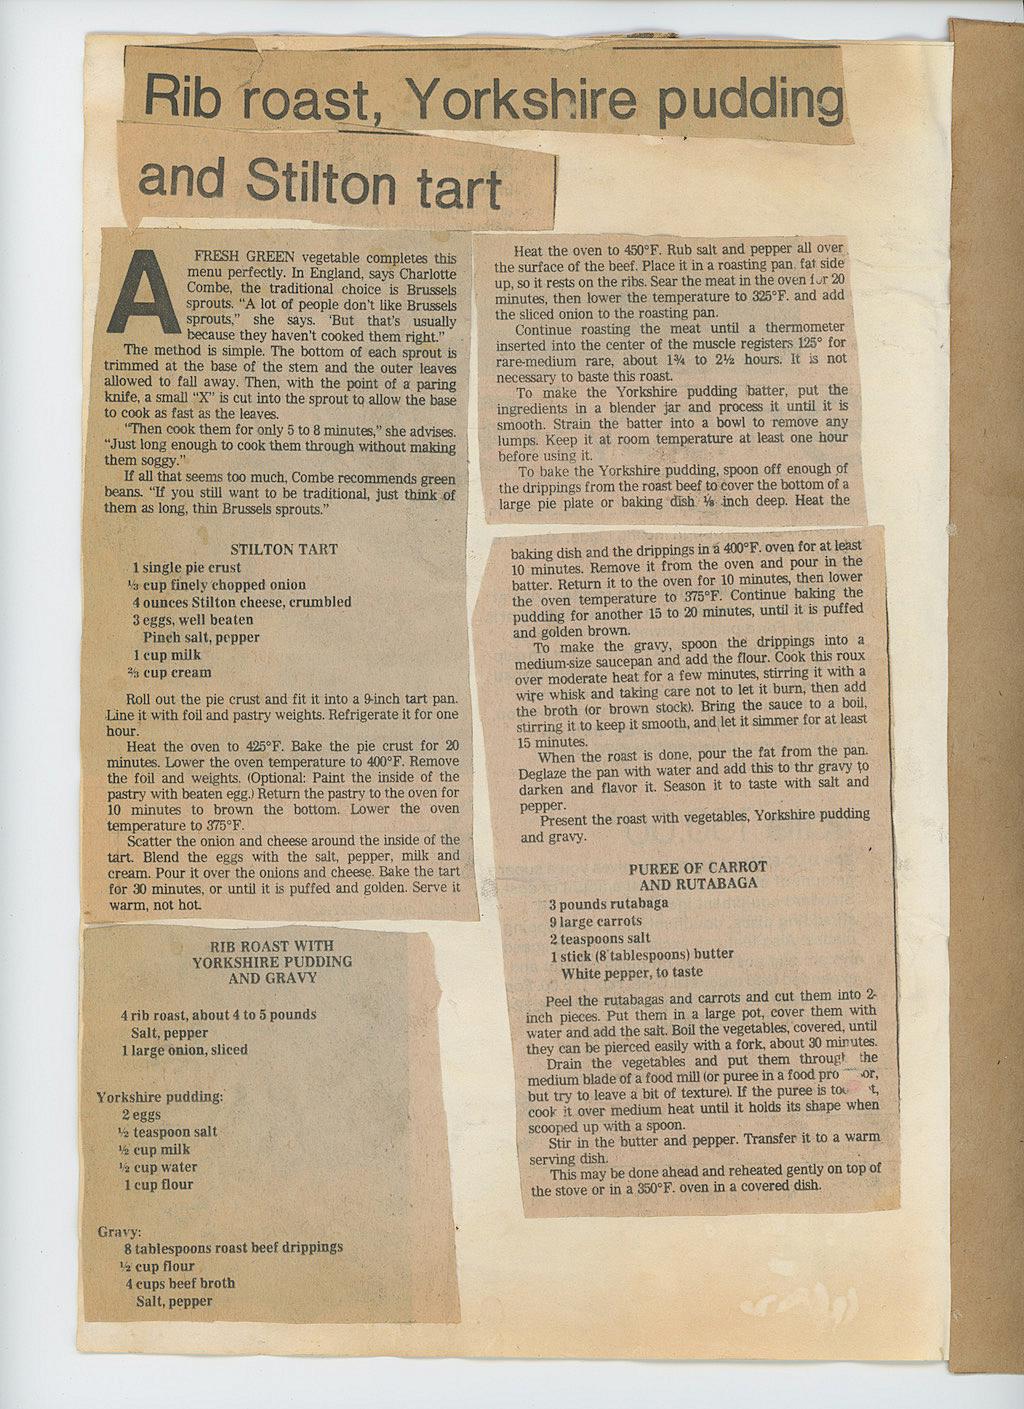 Rib roast, Yorkshire pudding
and Stilton tart
A FRESH GREEN vegetable completes this
menu perfectly. In England, says Charlotte
Combe, the traditional choice is Brussels
sprouts. “A lot of people don't like Brussels
sprouts,” she says. ‘But that's usually
because they haven't cooked them right.”
The method is simple. The bottom of each sprout is
trimmed at the base of the stem and the outer leaves
allowed to fall away. Then, with the point of a paring
knife, a small “X” is cut into the sprout to allow the base
to cook as fast as the leaves.
“Then cook them for only 5 to 8 minutes,” she advises.
“Just long enough to cook them through without making
them soggy.”
If all that seems too much, Combe recommends green
beans. “If you still want to be traditional, just think of
them as long, thin Brussels sprouts.”
STILTON TART
1 single pie crust
⅓ cup finely chopped onion
4 ounces Stilton cheese, crumbled
3 eggs, well beaten
Pinch salt, pepper
1 cup milk
⅔ cup cream
Roll out the pie crust and fit it into a 9-inch tart pan.
Line it with foil and pastry weights. Refrigerate it for one
hour.
Heat the oven to 425°F. Bake the pie crust for 20
minutes. Lower the oven temperature to 400°F. Remove
the foil and weights. (Optional: Paint the inside of the
pastry with beaten egg.) Return the pastry to the oven for
10 minutes to brown the bottom. Lower the oven
temperature to 375°F.
Scatter the onion and cheese around the inside of the
tart. Blend the eggs with the salt, pepper, milk and
cream. Pour it over the onions and cheese. Bake the tart
for 30 minutes, or until it is puffed and golden. Serve it
warm, not hot.
RIB ROAST WITH
YORKSHIRE PUDDING
AND GRAVY
4 rib roast, about 4 to 5 pounds
Salt, pepper
1 large onion, sliced
Yorkshire pudding:
2 eggs
½ teaspoon salt
½ cup milk
½ cup water
1 cup flour
Gravy:
8 tablespoons roast beef drippings
½ cup flour
4 cups beef broth
Salt, pepper
Heat the oven to 450°F. Rub salt and pepper all over
the surface of the beef. Place it in a roasting pan, fat side
up, so it rests on the ribs. Sear the meat in the oven for 20
minutes, then lower the temperature to 325°F. and add
the sliced onion to the roasting pan.
Continue roasting the meat until a thermometer
inserted into the center of the muscle registers 125° for
rare-medium rare, about 1¾ to 2½ hours. It is not
necessary to baste this roast.
To make the Yorkshire pudding batter, put the
ingredients in a blender jar and process it until it is
smooth. Strain the batter into a bowl to remove any
lumps. Keep it at room temperature at least one hour
before using it.
To bake the Yorkshire pudding, spoon off enough of
the drippings from the roast beef to cover the bottom of a
large pie plate or baking dish ⅛ inch deep. Heat the
baking dish and the drippings in a 400°F. oven for at least
10 minutes. Remove it from the oven and pour in the
batter. Return it to the oven for 10 minutes, then lower
the oven temperature to 375°F. Continue baking the
pudding for another 15 to 20 minutes, until it is puffed
and golden brown.
To make the gravy, spoon the drippings into a
medium-size saucepan and add the flour. Cook this roux
over moderate heat for a few minutes, stirring it with a
wire whisk and taking care not to let it burn, then add
the broth (or brown stock). Bring the sauce to a boil,
stirring it to keep it smooth, and let it simmer for at least
15 minutes.
When the roast is done, pour the fat from the pan.
Deglaze the pan with water and add this to thr gravy to
darken and flavor it. Season it to taste with salt and
pepper.
Present the roast with vegetables, Yorkshire pudding
and gravy.
PUREE OF CARROT
AND RUTABAGA
3 pounds rutabaga
9 large carrots
2 teaspoons salt
1 stick (8 tablespoons) butter
White pepper, to taste
Peel the rutabagas and carrots and cut them into 2-
inch pieces. Put them in a large pot, cover them with
water and add the salt. Boil the vegetables, covered, until
they can be pierced easily with a fork, about 30 minutes.
Drain the vegetables and put them through the
medium blade of a food mill (or puree in a food
but try to leave a bit of texture). If the puree is
cook it over medium heat until it holds its shape when
scooped up with a spoon.
Stir in the butter and pepper. Transfer it to a warm
serving dish.
This may be done ahead and reheated gently on top of
the stove or in a 350°F. oven in a covered dish.